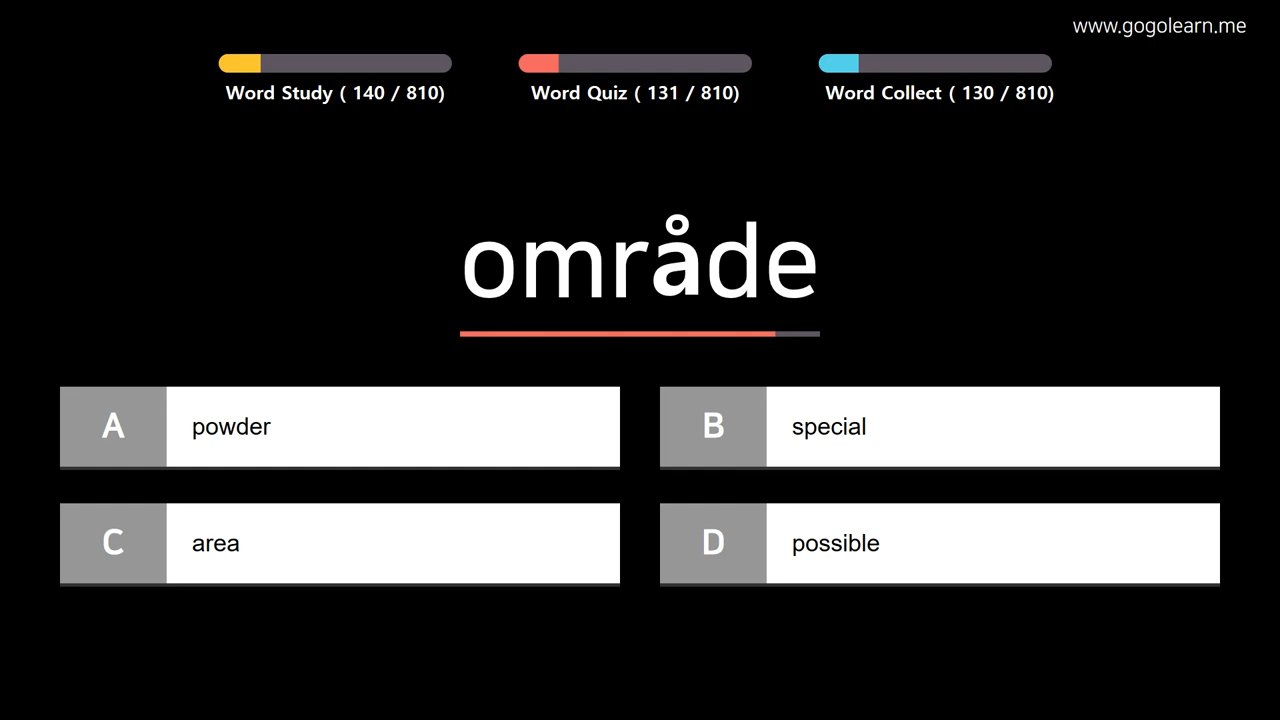 www.gogolearn.me
Word Study ( 140 / 810)
Word Quiz ( 131 / 810)
Word Collect ( 130 / 810)
område
A powder
B special
C area
D possible